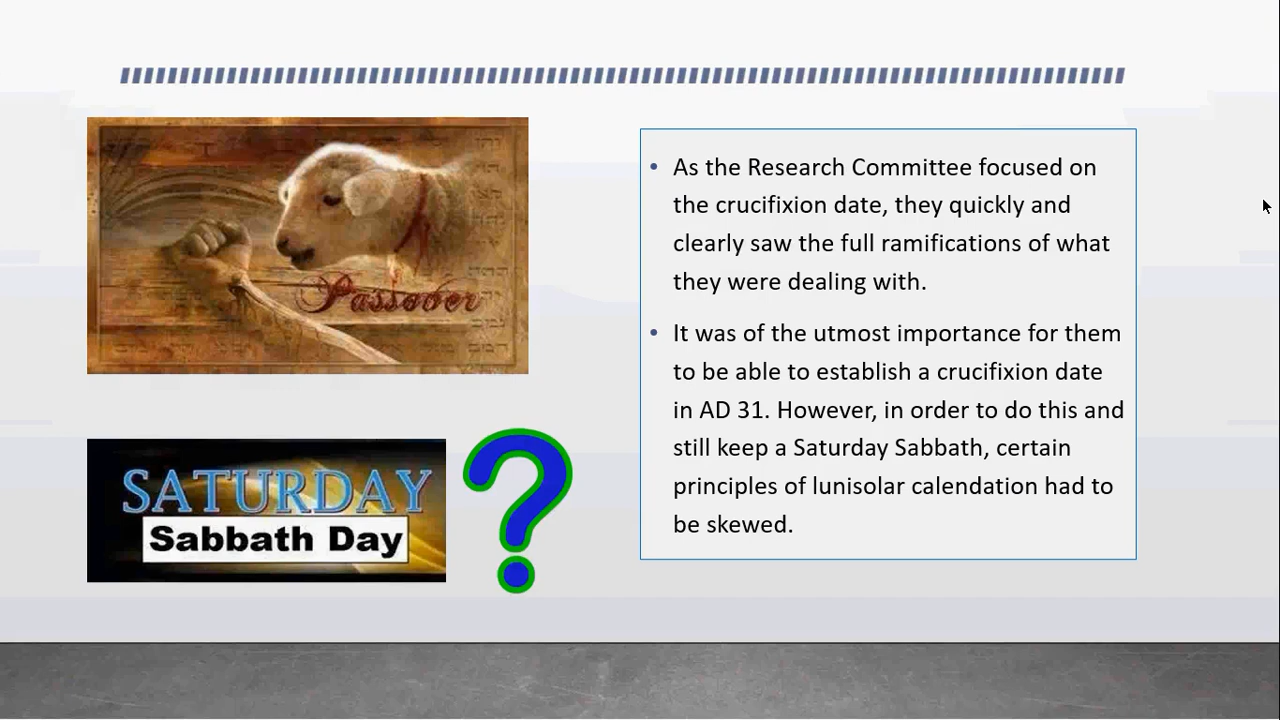 Passover
SATURDAY
Sabbath Day
?
• As the Research Committee focused on
the crucifixion date, they quickly and
clearly saw the full ramifications of what
they were dealing with.
• It was of the utmost importance for them
to be able to establish a crucifixion date
in AD 31. However, in order to do this and
still keep a Saturday Sabbath, certain
principles of lunisolar calendation had to
be skewed.